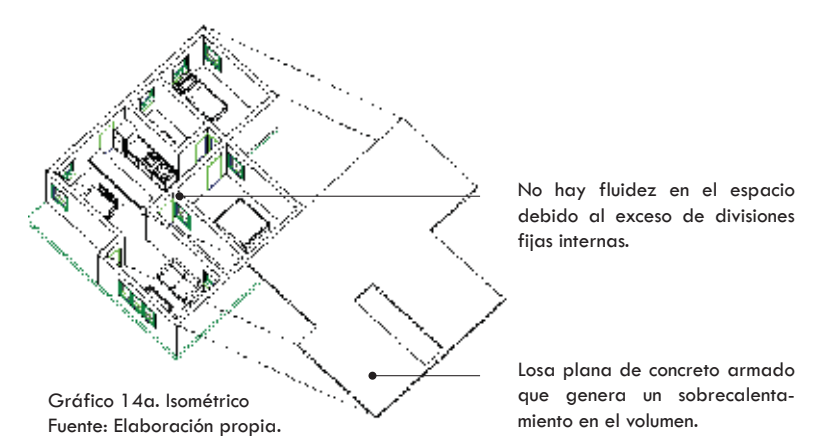 No hay fluidez en el espacio
debido al exceso de divisiones
fijas internas.
Losa plana de concreto armado
que genera un sobrecalenta-
miento en el volumen.
Gráfico 14a. Isométrico
Fuente: Elaboración propia.